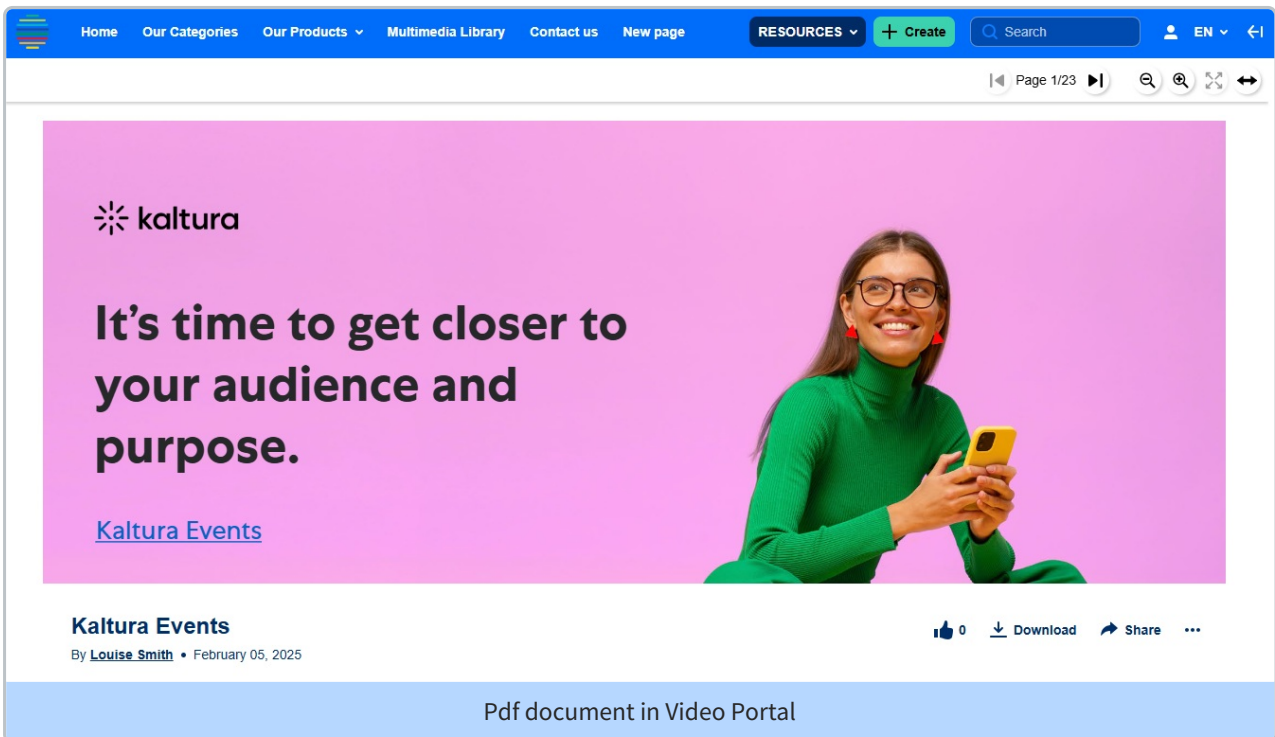 Home Our Categories Our Products Multimedia Library Contact us New page RESOURCES + Create Search EN
Page 1/23
kaltura
It's time to get closer to
your audience and
purpose.
Kaltura Events
Kaltura Events
0 Download Share ...
By Louise Smith • February 05, 2025
Pdf document in Video Portal